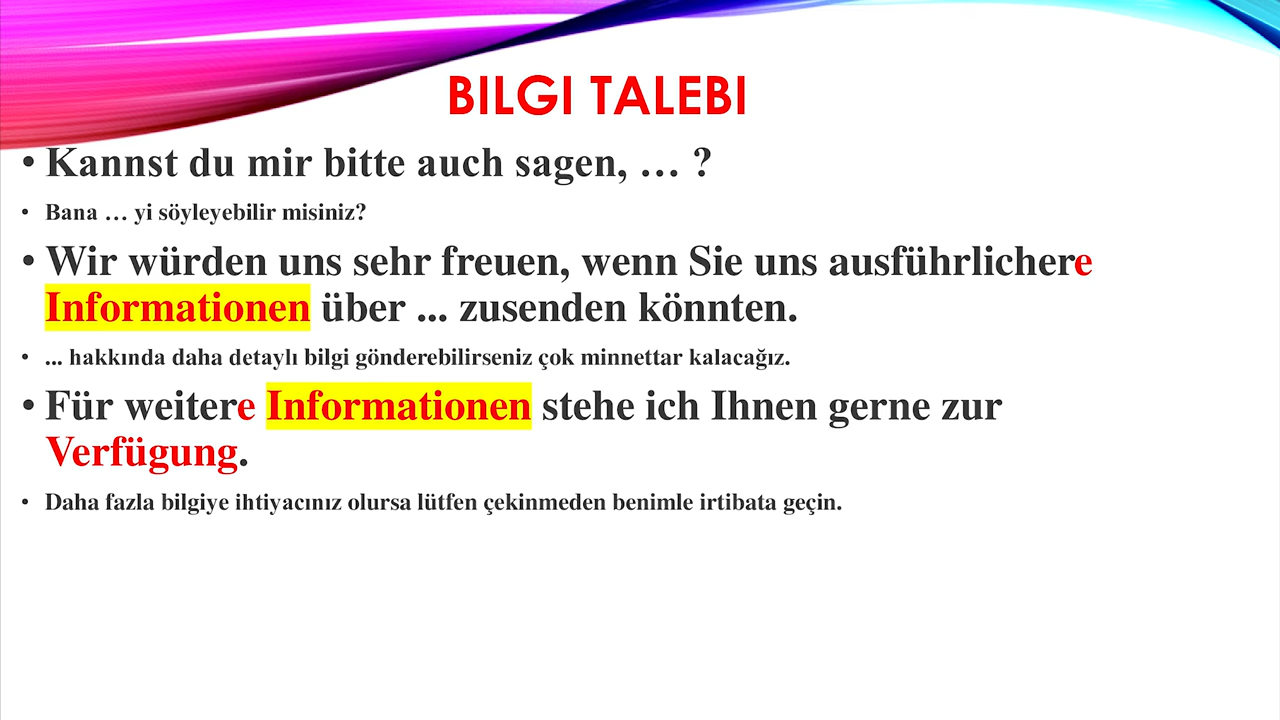 BILGI TALEBI
• Kannst du mir bitte auch sagen, … ?
• Bana … yi söyleyebilir misiniz?
• Wir würden uns sehr freuen, wenn Sie uns ausführlichere
Informationen über ... zusenden könnten.
• ... hakkında daha detaylı bilgi gönderebilirseniz çok minnettar kalacağız.
• Für weitere Informationen stehe ich Ihnen gerne zur
Verfügung.
• Daha fazla bilgiye ihtiyacınız olursa lütfen çekinmeden benimle irtibata geçin.